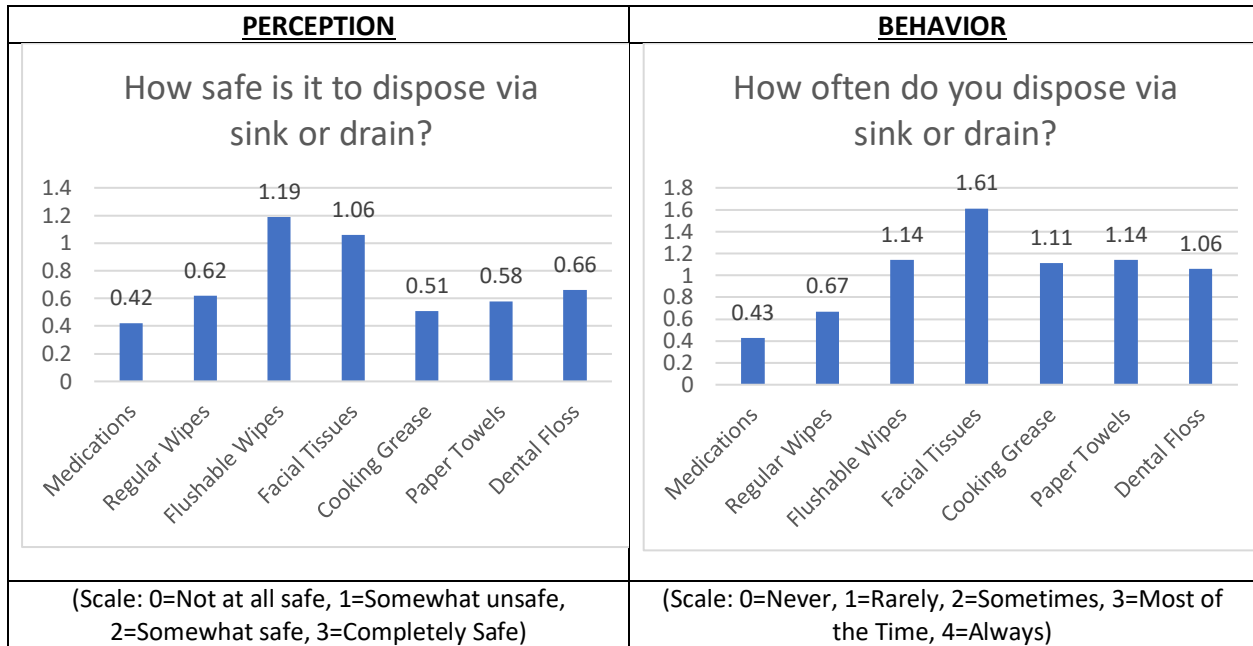 PERCEPTION
BEHAVIOR
How safe is it to dispose via
sink or drain?
1.4
1.2
1
0.8
0.6
0.4
0.2
0
0.42
0.62
1.19
1.06
0.51
0.58
0.66
Medications
Regular Wipes
Flushable Wipes
Facial Tissues
Cooking Grease
Paper Towels
Dental Floss
How often do you dispose via
sink or drain?
1.8
1.6
1.4
1.2
1
0.8
0.6
0.4
0.2
0
0.43
0.67
1.14
1.61
1.11
1.14
1.06
Medications
Regular Wipes
Flushable Wipes
Facial Tissues
Cooking Grease
Paper Towels
Dental Floss
(Scale: 0=Not at all safe, 1=Somewhat unsafe,
2=Somewhat safe, 3=Completely Safe)
(Scale: 0=Never, 1=Rarely, 2=Sometimes, 3=Most of
the Time, 4=Always)